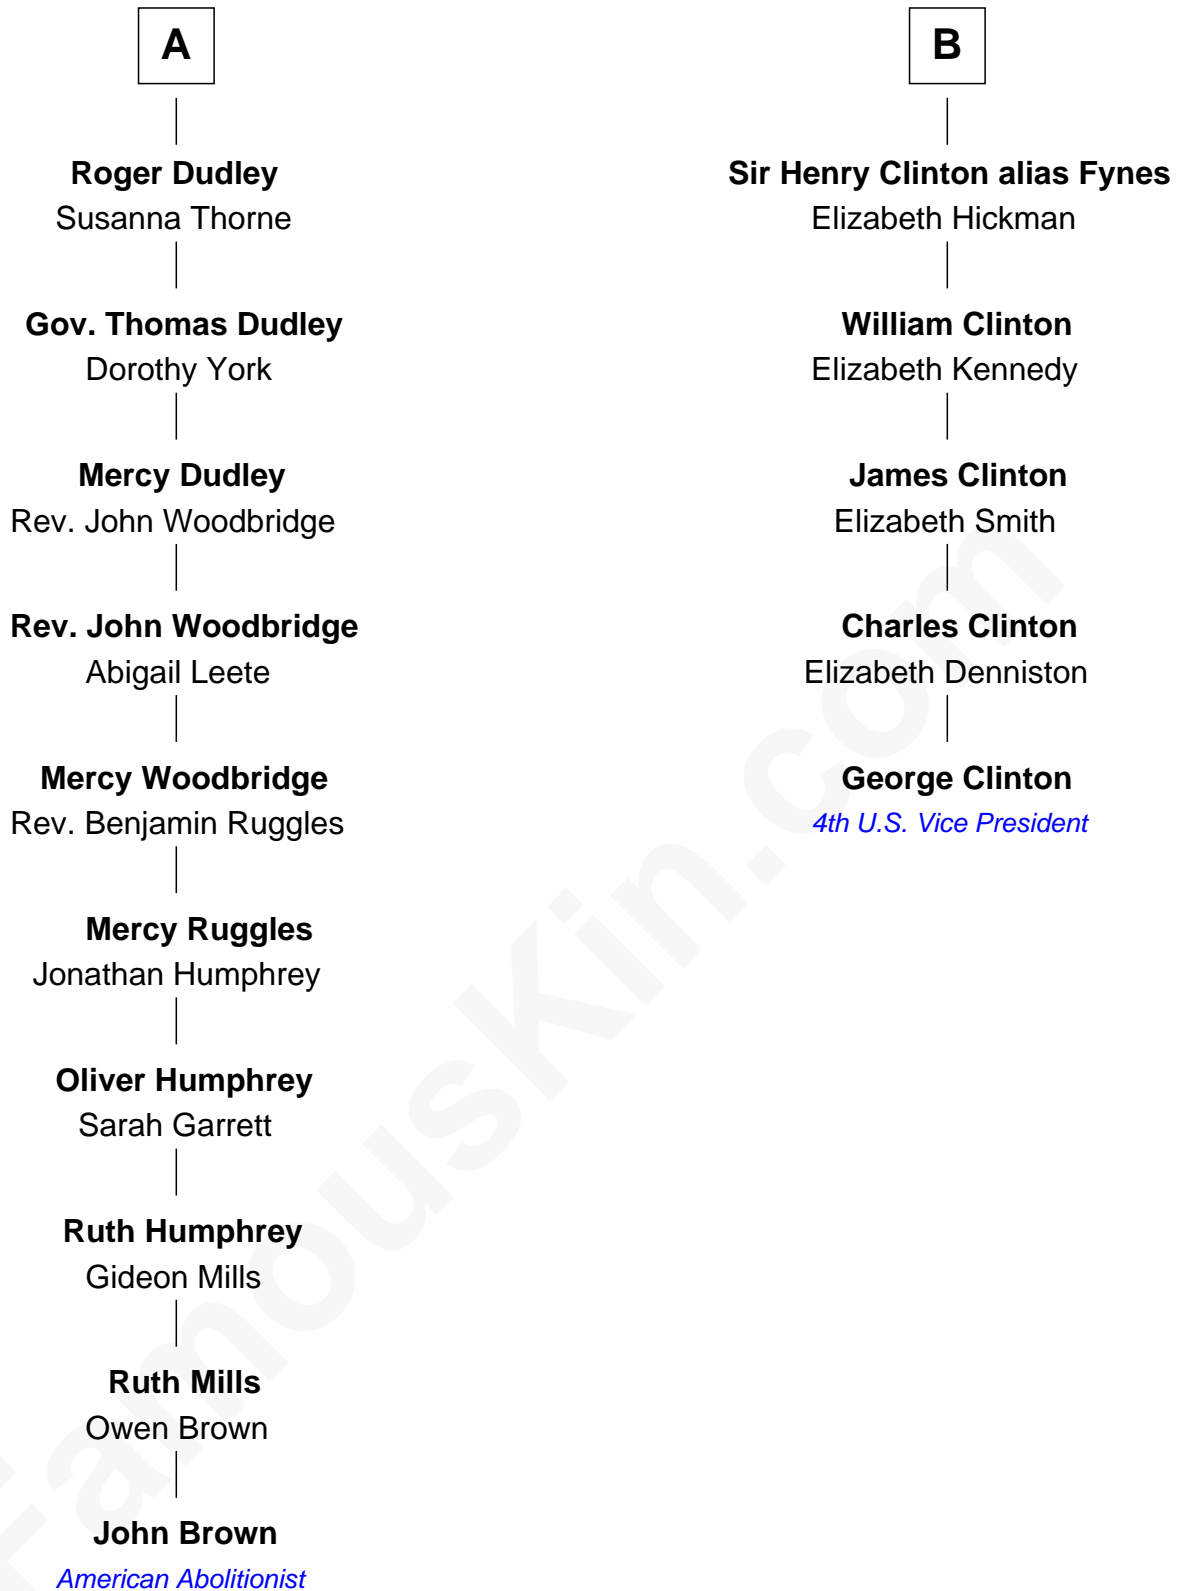 A
Roger Dudley
Susanna Thorne
Gov. Thomas Dudley
Dorothy York
Mercy Dudley
Rev. John Woodbridge
Rev. John Woodbridge
Abigail Leete
Mercy Woodbridge
Rev. Benjamin Ruggles
Mercy Ruggles
Jonathan Humphrey
Oliver Humphrey
Sarah Garrett
Ruth Humphrey
Gideon Mills
Ruth Mills
Owen Brown
John Brown
American Abolitionist
B
Sir Henry Clinton alias Fynes
Elizabeth Hickman
William Clinton
Elizabeth Kennedy
James Clinton
Elizabeth Smith
Charles Clinton
Elizabeth Denniston
George Clinton
4th U.S. Vice President
FamousKin.com